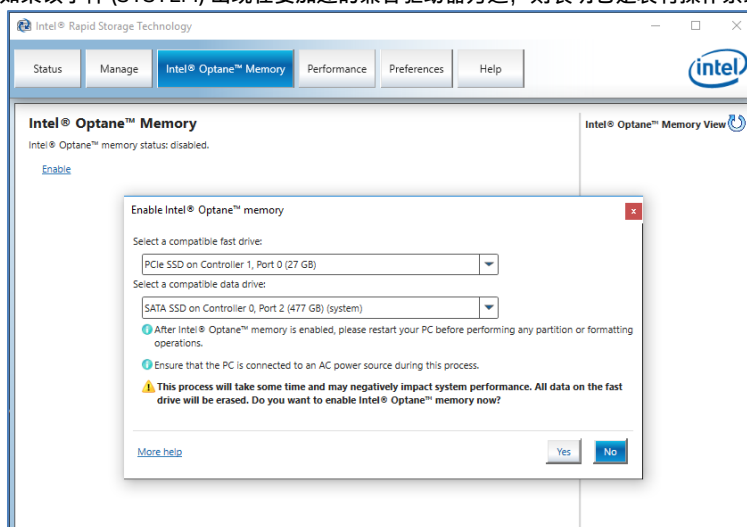 Intel® Rapid Storage Technology
Status
Manage
Intel® Optane™ Memory
Performance
Preferences
Help
intel
Intel® Optane™ Memory
Intel® Optane™ memory status: disabled.
Enable
Intel® Optane™ Memory View
Enable Intel® Optane™ memory
Select a compatible fast drive:
PCIe SSD on Controller 1, Port 0 (27 GB)
Select a compatible data drive:
SATA SSD on Controller 0, Port 2 (477 GB) (system)
After Intel® Optane™ memory is enabled, please restart your PC before performing any partition or formatting
operations.
Ensure that the PC is connected to an AC power source during this process.
This process will take some time and may negatively impact system performance. All data on the fast
drive will be erased. Do you want to enable Intel® Optane™ memory now?
More help
Yes
No